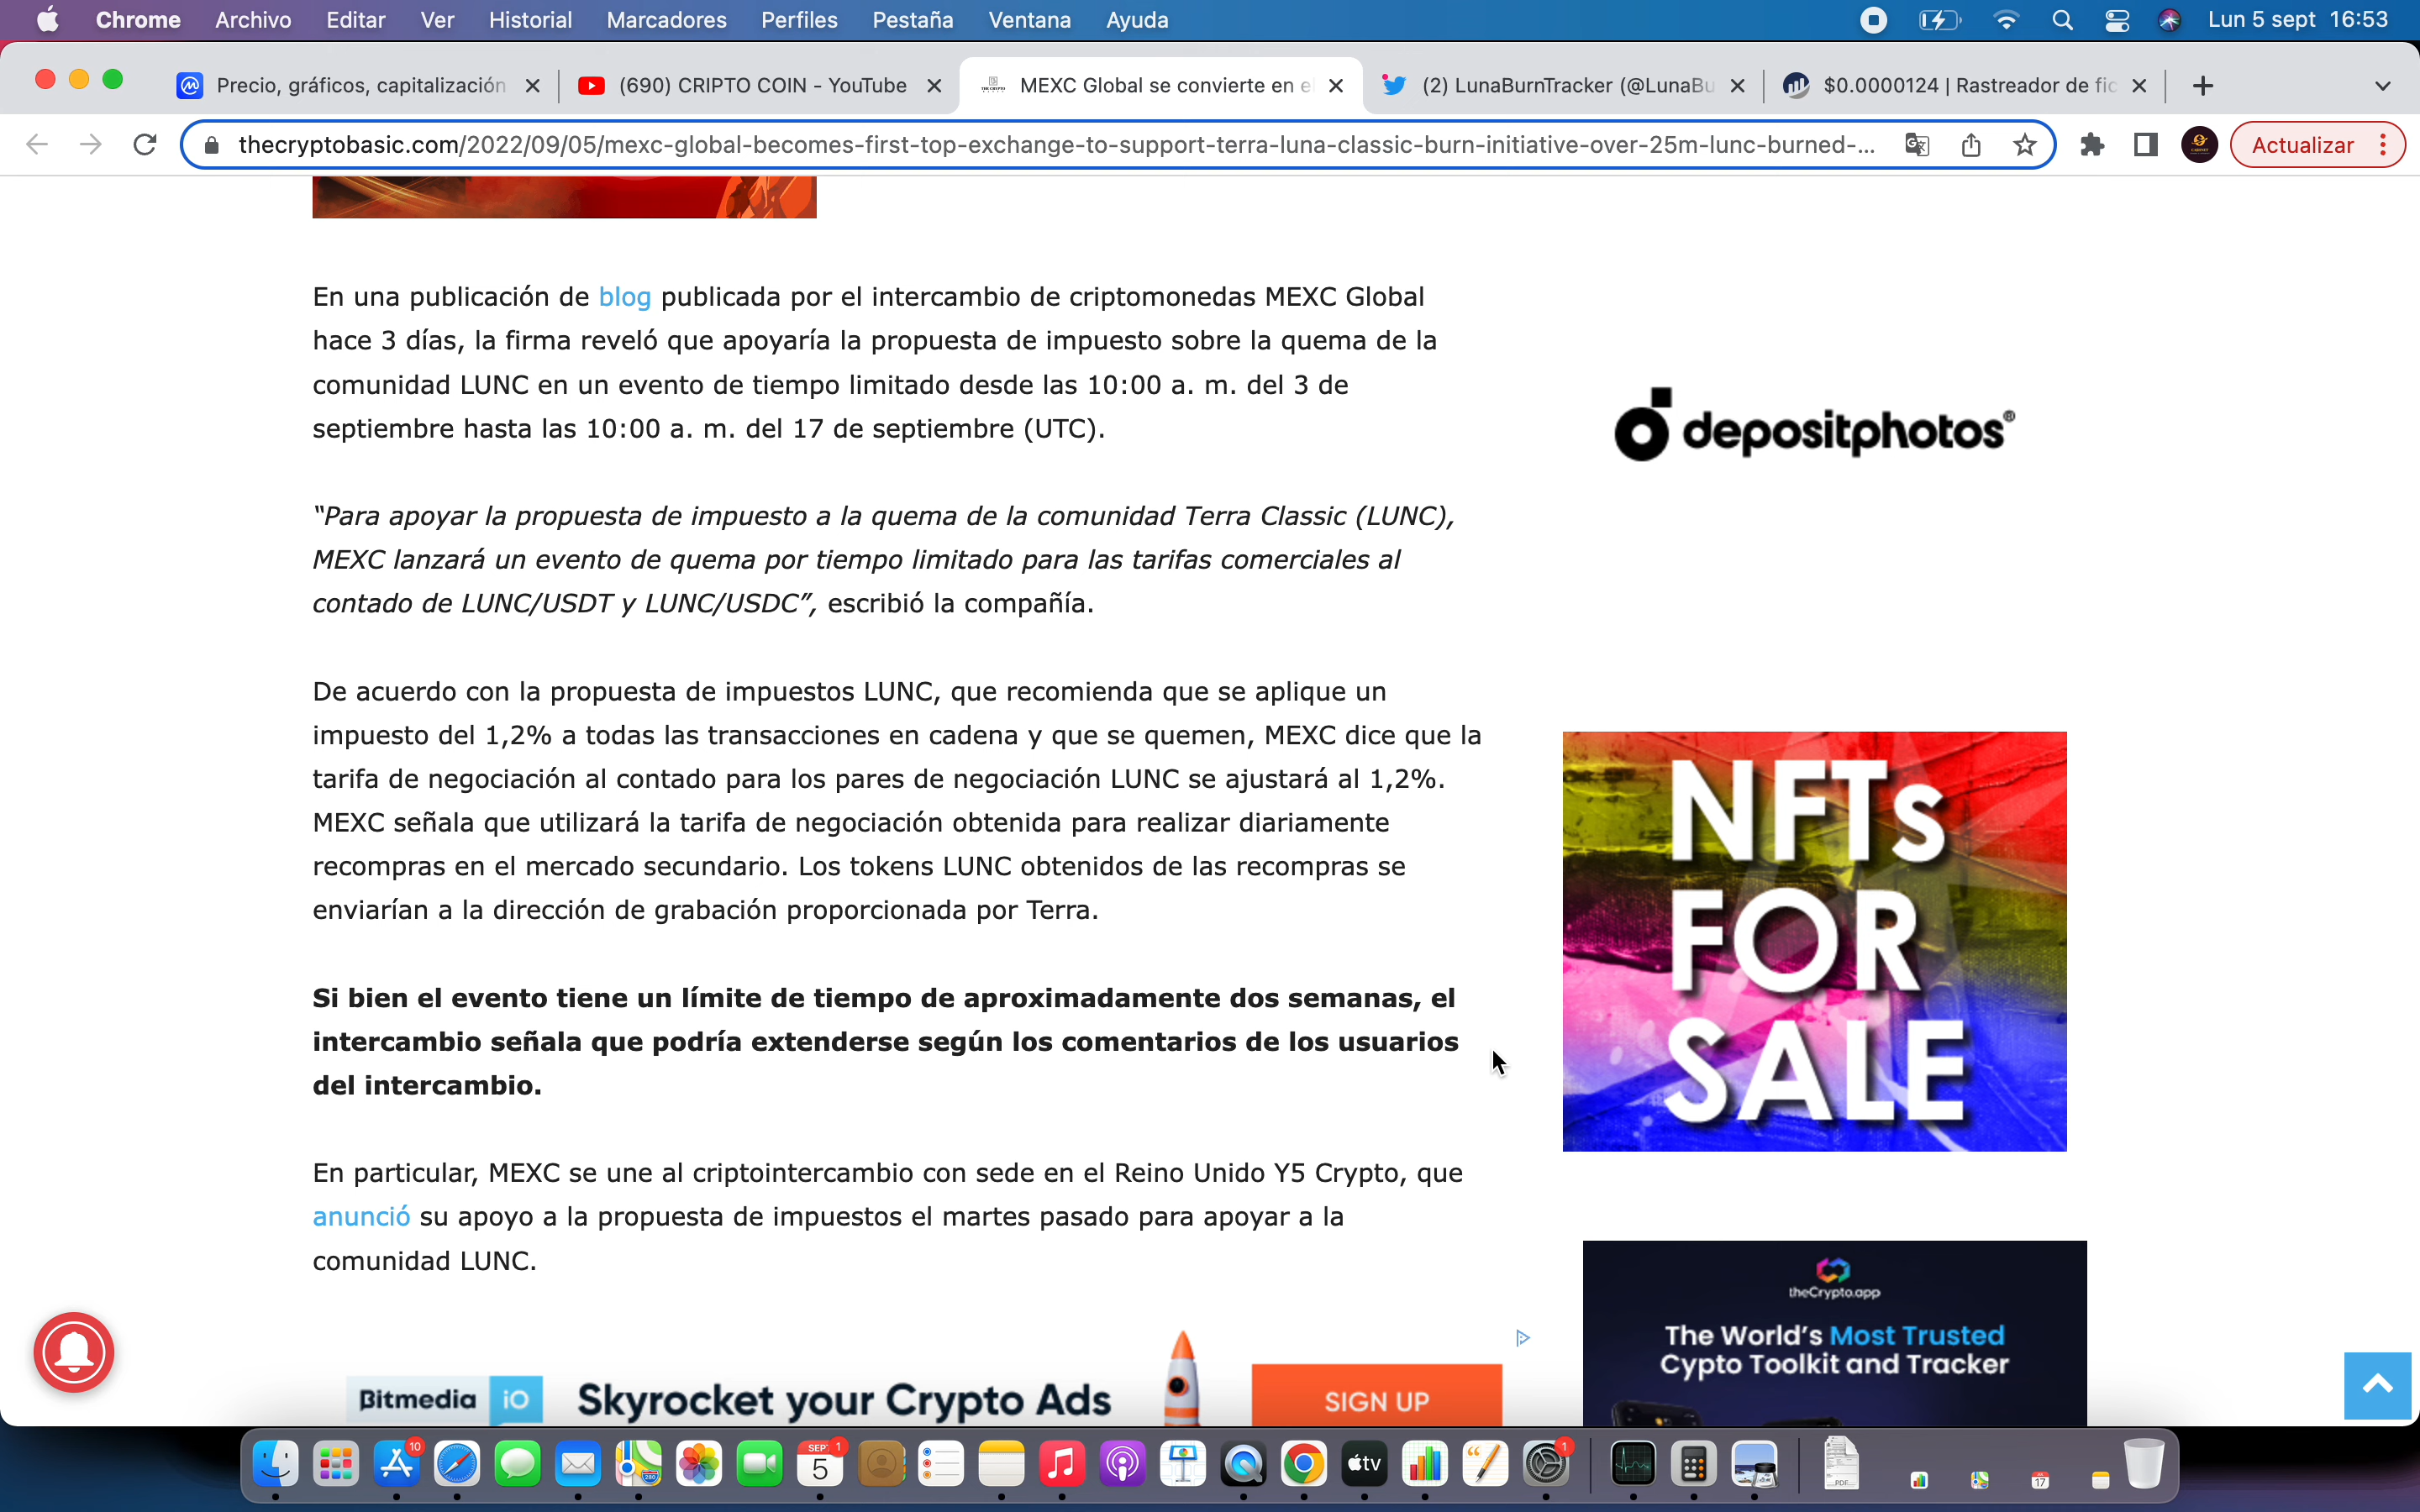 Chrome Archivo Editar Ver Historial Marcadores Perfiles Pestaña Ventana Ayuda Lun 5 sept 16:53
Precio, gráficos, capitalización (690) CRIPTO COIN - YouTube MEXC Global se convierte en el (2) LunaBurnTracker (@LunaBu $0.0000124 | Rastreador de fic
thecryptobasic.com/2022/09/05/mexc-global-becomes-first-top-exchange-to-support-terra-luna-classic-burn-initiative-over-25m-lunc-burned-... Actualizar
En una publicación de blog publicada por el intercambio de criptomonedas MEXC Global
hace 3 días, la firma reveló que apoyaría la propuesta de impuesto sobre la quema de la
comunidad LUNC en un evento de tiempo limitado desde las 10:00 a. m. del 3 de
septiembre hasta las 10:00 a. m. del 17 de septiembre (UTC).
depositphotos®
“Para apoyar la propuesta de impuesto a la quema de la comunidad Terra Classic (LUNC),
MEXC lanzará un evento de quema por tiempo limitado para las tarifas comerciales al
contado de LUNC/USDT y LUNC/USDC”, escribió la compañía.
De acuerdo con la propuesta de impuestos LUNC, que recomienda que se aplique un
impuesto del 1,2% a todas las transacciones en cadena y que se quemen, MEXC dice que la
tarifa de negociación al contado para los pares de negociación LUNC se ajustará al 1,2%.
MEXC señala que utilizará la tarifa de negociación obtenida para realizar diariamente
recompras en el mercado secundario. Los tokens LUNC obtenidos de las recompras se
enviarían a la dirección de grabación proporcionada por Terra.
NFTs
FOR
SALE
Si bien el evento tiene un límite de tiempo de aproximadamente dos semanas, el
intercambio señala que podría extenderse según los comentarios de los usuarios
del intercambio.
En particular, MEXC se une al criptointercambio con sede en el Reino Unido Y5 Crypto, que
anunció su apoyo a la propuesta de impuestos el martes pasado para apoyar a la
comunidad LUNC.
theCrypto.app
The World's Most Trusted
Cypto Toolkit and Tracker
Bitmedia iO Skyrocket your Crypto Ads SIGN UP
10 280 SEPT 5 1 tv 1 PDF 17